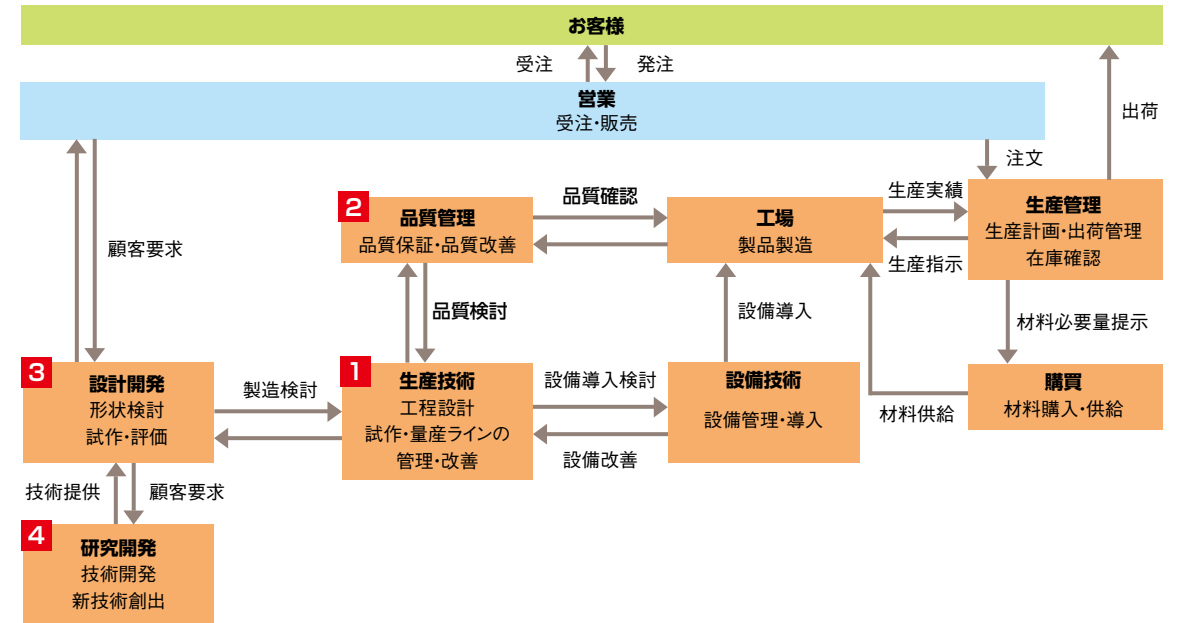 お客様
受注
発注
営業
受注・販売
出荷
注文
顧客要求
2
品質管理
品質保証・品質改善
品質確認
工場
製品製造
生産実績
生産指示
生産管理
生産計画・出荷管理
在庫確認
品質検討
設備導入
材料必要量提示
3
設計開発
形状検討
試作・評価
製造検討
1
生産技術
工程設計
試作・量産ラインの
管理・改善
設備導入検討
設備改善
設備技術
設備管理・導入
材料供給
購買
材料購入・供給
技術提供
顧客要求
4
研究開発
技術開発
新技術創出